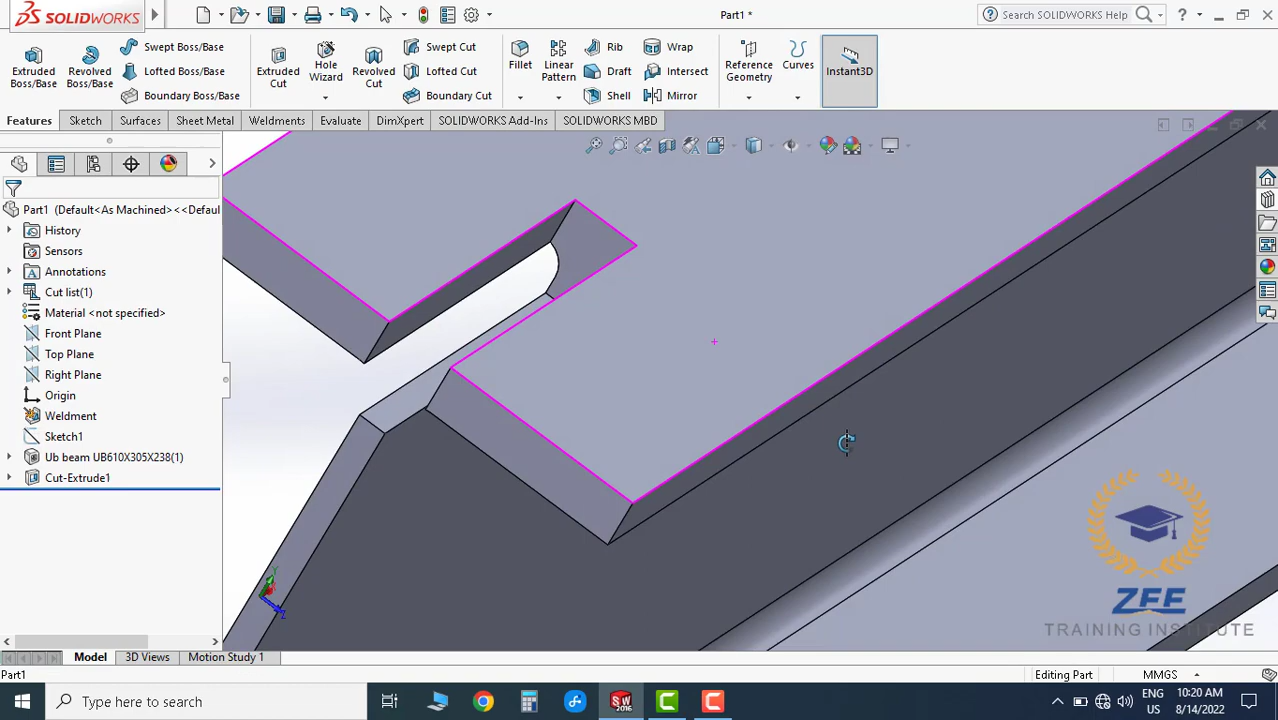 SOLIDWORKS
Part1 *
Search SOLIDWORKS Help
Extruded Boss/Base
Revolved Boss/Base
Swept Boss/Base
Lofted Boss/Base
Boundary Boss/Base
Extruded Cut
Hole Wizard
Revolved Cut
Swept Cut
Lofted Cut
Boundary Cut
Fillet
Linear Pattern
Rib
Draft
Shell
Wrap
Intersect
Mirror
Reference Geometry
Curves
Instant3D
Features
Sketch
Surfaces
Sheet Metal
Weldments
Evaluate
DimXpert
SOLIDWORKS Add-Ins
SOLIDWORKS MBD
Part1 (Default<As Machined><<Defaul
History
Sensors
Annotations
Cut list(1)
Material <not specified>
Front Plane
Top Plane
Right Plane
Origin
Weldment
Sketch1
Ub beam UB610X305X238(1)
Cut-Extrude1
Y
Z
ZFE
TRAINING INSTITUTE
Model
3D Views
Motion Study 1
Part1
Editing Part
MMGS
Type here to search
SW
2016
ENG
US
10:20 AM
8/14/2022